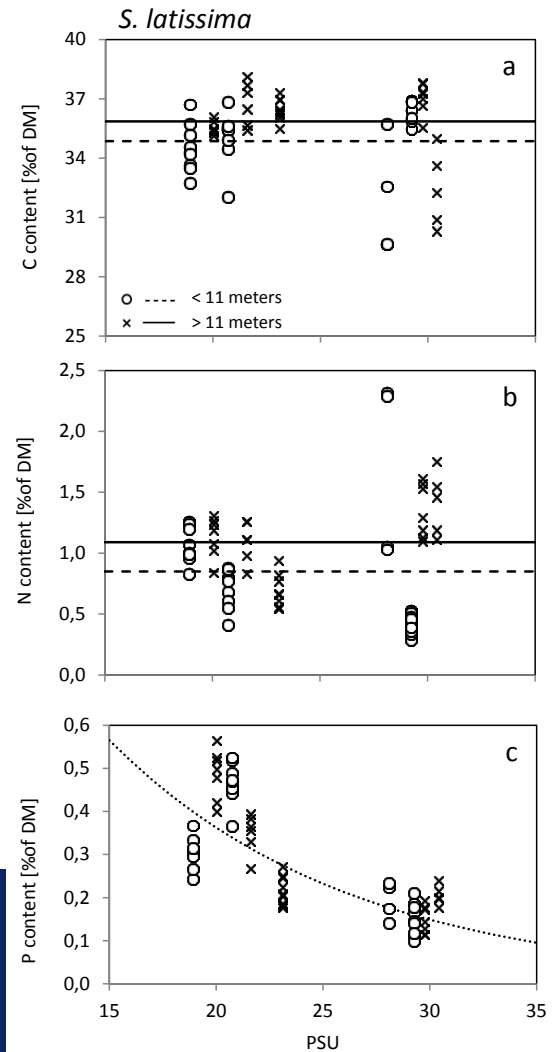 S. latissima
a
C content [%of DM]
40
37
34
31
28
25
< 11 meters
> 11 meters
b
N content [%of DM]
2,5
2,0
1,5
1,0
0,5
0,0
c
P content [%of DM]
0,6
0,5
0,4
0,3
0,2
0,1
0,0
15 20 25 30 35
PSU